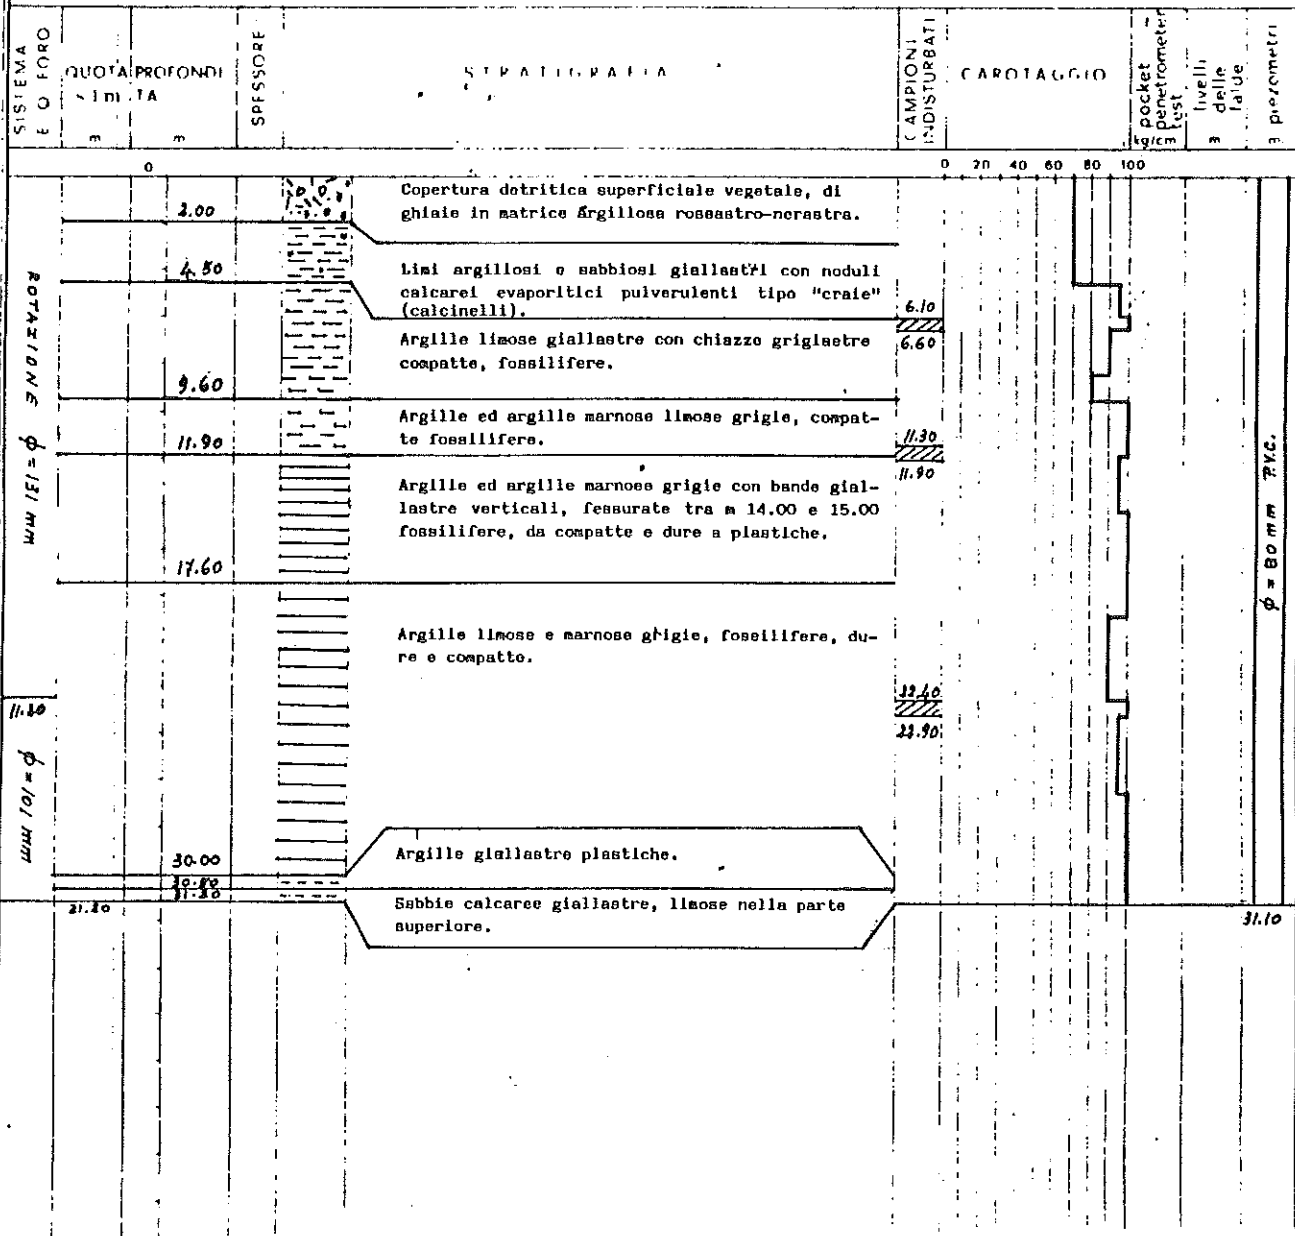 SISTEMA
E O FORO
QUOTA
s l m
m
PROFONDI
TA
m
SPESSORE
STRATIGRAFIA
CAMPIONI
INDISTURBATI
CAROTAGGIO
pocket
penetrometer
test
kg/cm
livelli
delle
falde
m
piezometri
m
0
0 20 40 60 80 100
Copertura detritica superficiale vegetale, di
ghiaie in matrice Argillosa rossastro-nerastra.
2.00
Limi argillosi e sabbiosi giallastri con noduli
calcarei evaporitici pulverulenti tipo "craie"
(calcinelli).
4.50
6.10
6.60
Argille limose giallastre con chiazze grigiastre
compatte, fossilifere.
9.60
Argille ed argille marnose limose grigie, compat-
te fossilifere.
11.90
11.30
11.90
Argille ed argille marnose grigie con bande gial-
lastre verticali, fessurate tra m 14.00 e 15.00
fossilifere, da compatte e dure a plastiche.
17.60
ROTAZIONE φ=131 mm
φ = 80 mm P.V.C.
Argille limose e marnose grigie, fossilifere, du-
re e compatte.
22.40
22.90
φ=101 mm
30.00
Argille giallastre plastiche.
Sabbie calcaree giallastre, limose nella parte
superiore.
31.10